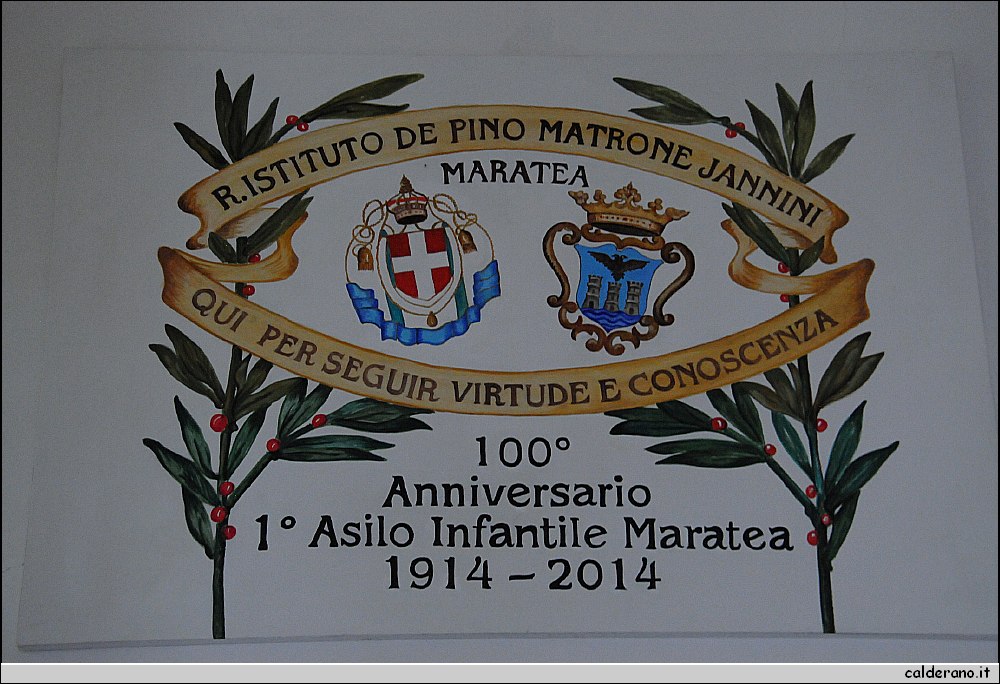 R. ISTITUTO DE PINO MATRONE JANNINI
MARATEA
QUI PER SEGUIR VIRTUDE E CONOSCENZA
100°
Anniversario
1° Asilo Infantile Maratea
1914 – 2014
calderano.it